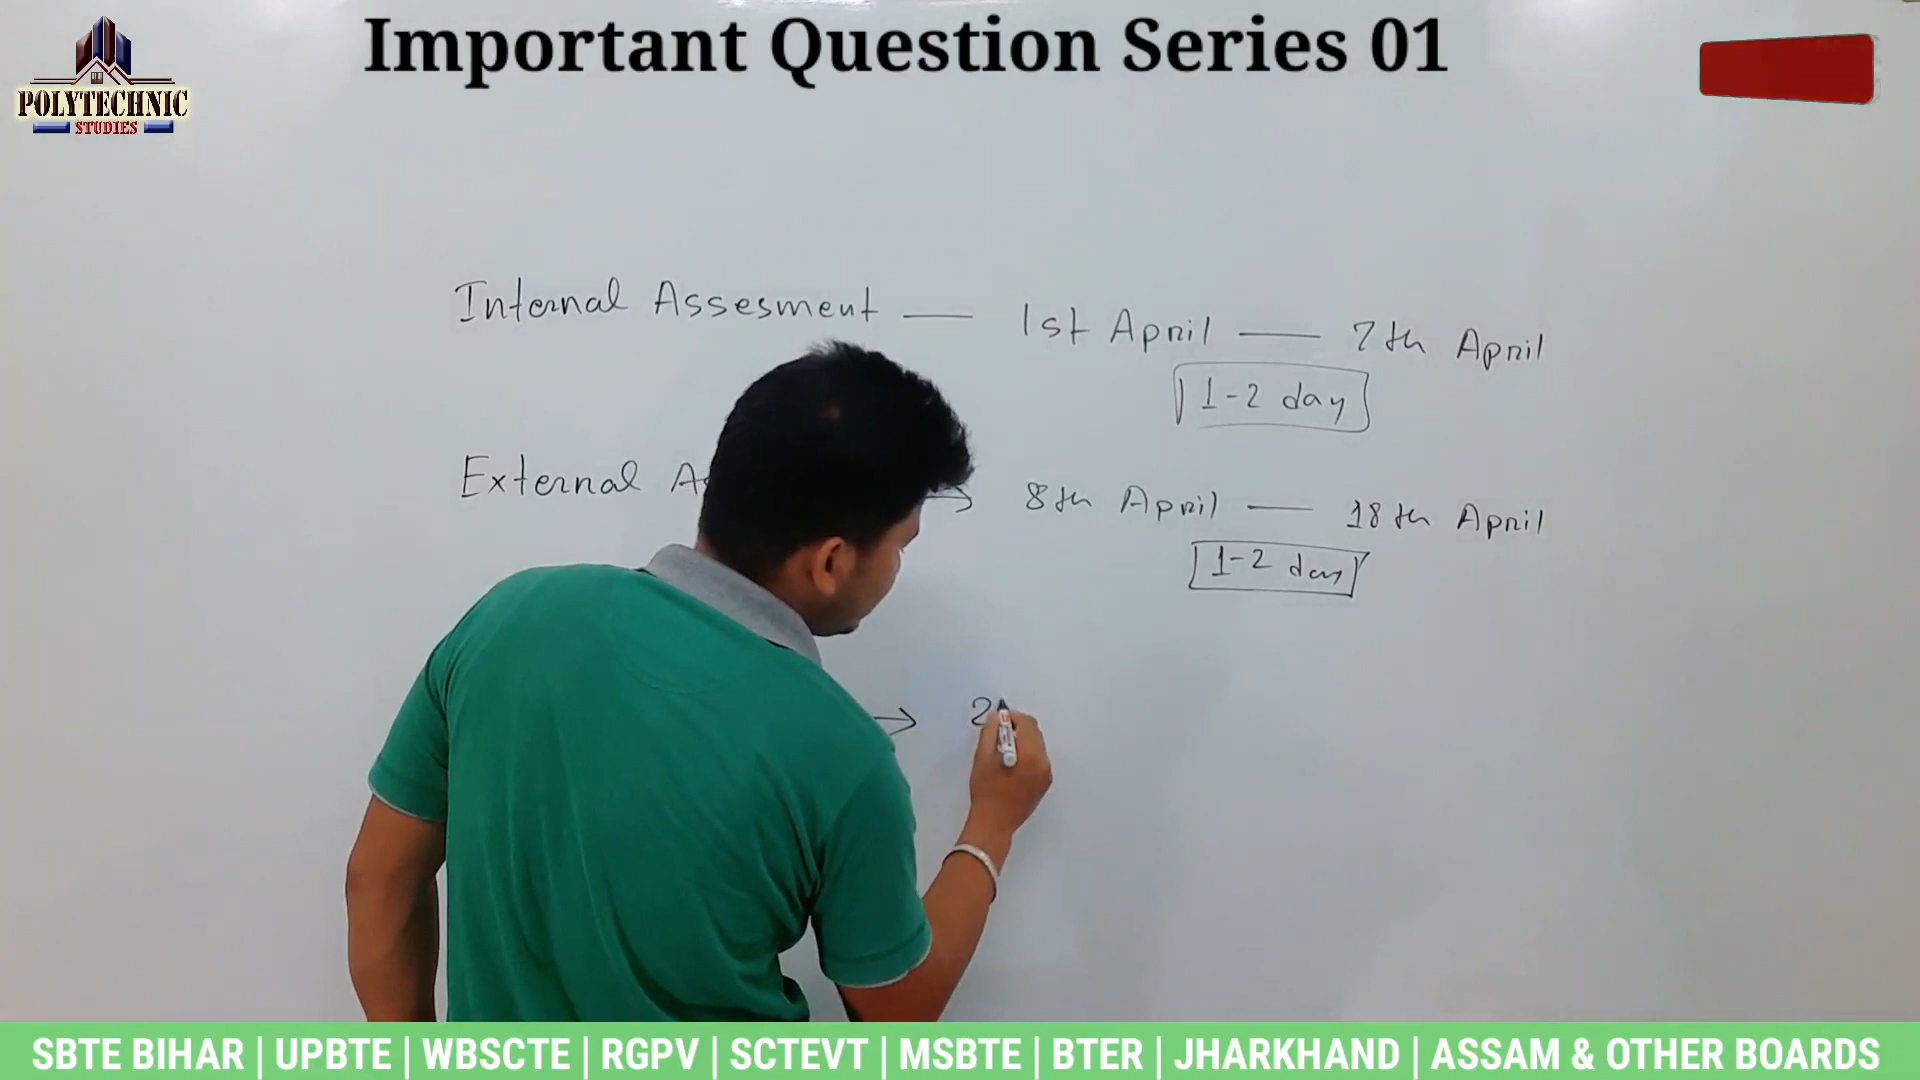 Important Question Series 01
POLYTECHNIC
STUDIES
Internal Assesment — 1st April — 7th April
1-2 day
External → 8th April — 18th April
1-2 day
→ 2
SBTE BIHAR | UPBTE | WBSCTE | RGPV | SCTEVT | MSBTE | BTER | JHARKHAND | ASSAM & OTHER BOARDS